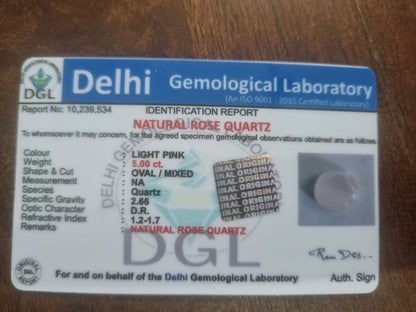 DGL
Delhi Gemological Laboratory
(An ISO 9001 : 2015 Certified Laboratory)
Report No: 10,239,534
IDENTIFICATION REPORT
NATURAL ROSE QUARTZ
To whomsoever it may concern, for the agreed specimen gemological observations obtained are as follows
Colour LIGHT PINK
Weight 5.00 ct.
Shape & Cut OVAL / MIXED
Measurement NA
Species Quartz
Specific Gravity 2.66
Optic Character D.R.
Refractive Index 1.2-1.7
Remarks NATURAL ROSE QUARTZ
ORIGINAL
DGL
For and on behalf of the Delhi Gemological Laboratory
Auth. Sign